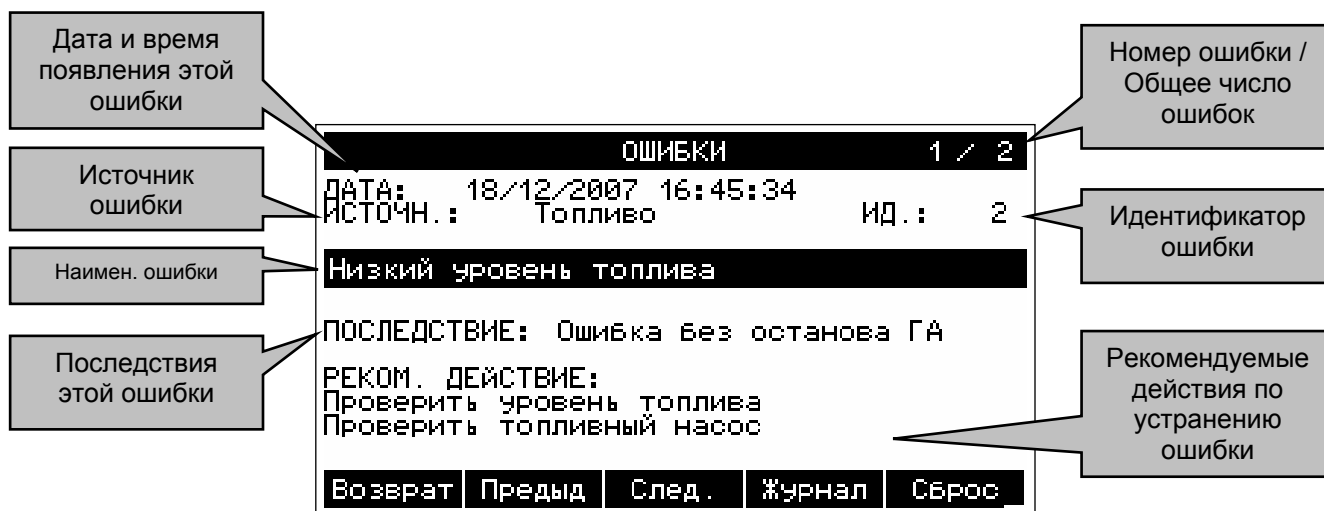 Дата и время
появления этой
ошибки
Источник
ошибки
Наимен. ошибки
Последствия
этой ошибки
ОШИБКИ 1 / 2
ДАТА: 18/12/2007 16:45:34
ИСТОЧН.: Топливо ИД.: 2
Низкий уровень топлива
ПОСЛЕДСТВИЕ: Ошибка без останова ГА
РЕКОМ. ДЕЙСТВИЕ:
Проверить уровень топлива
Проверить топливный насос
Возврат Предыд След. Журнал Сброс
Номер ошибки /
Общее число
ошибок
Идентификатор
ошибки
Рекомендуемые
действия по
устранению
ошибки